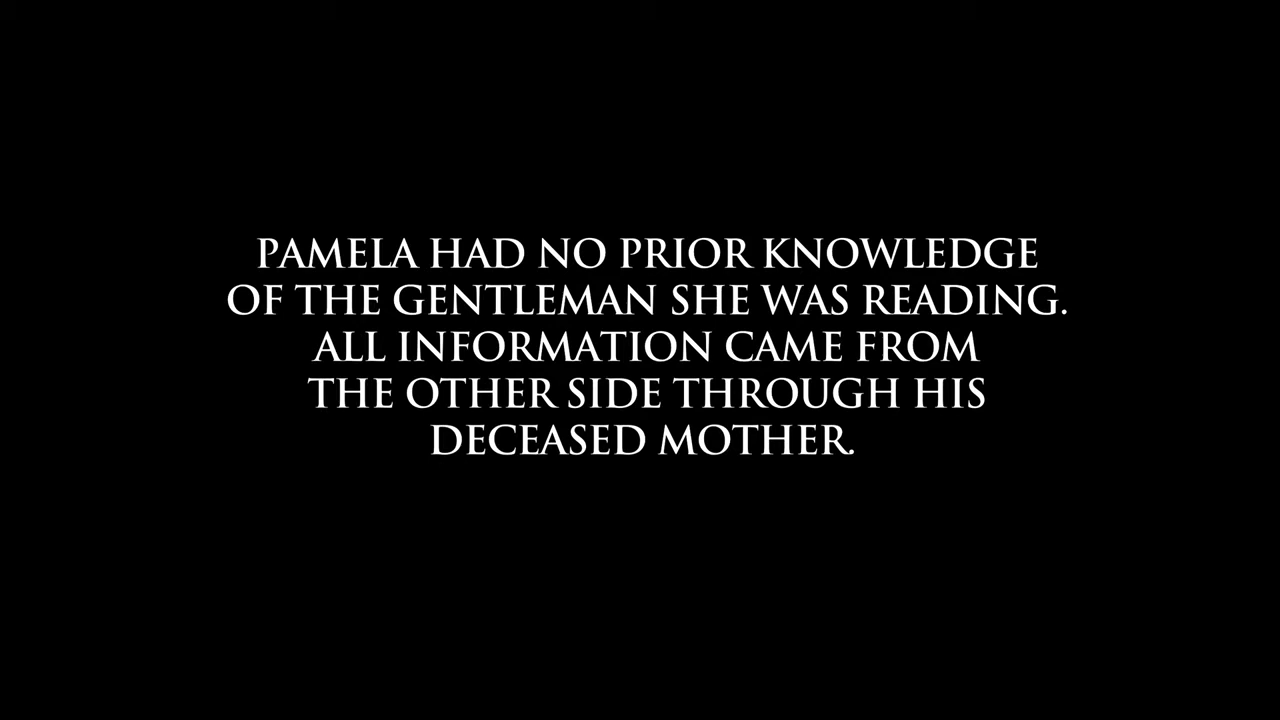 PAMELA HAD NO PRIOR KNOWLEDGE
OF THE GENTLEMAN SHE WAS READING.
ALL INFORMATION CAME FROM
THE OTHER SIDE THROUGH HIS
DECEASED MOTHER.